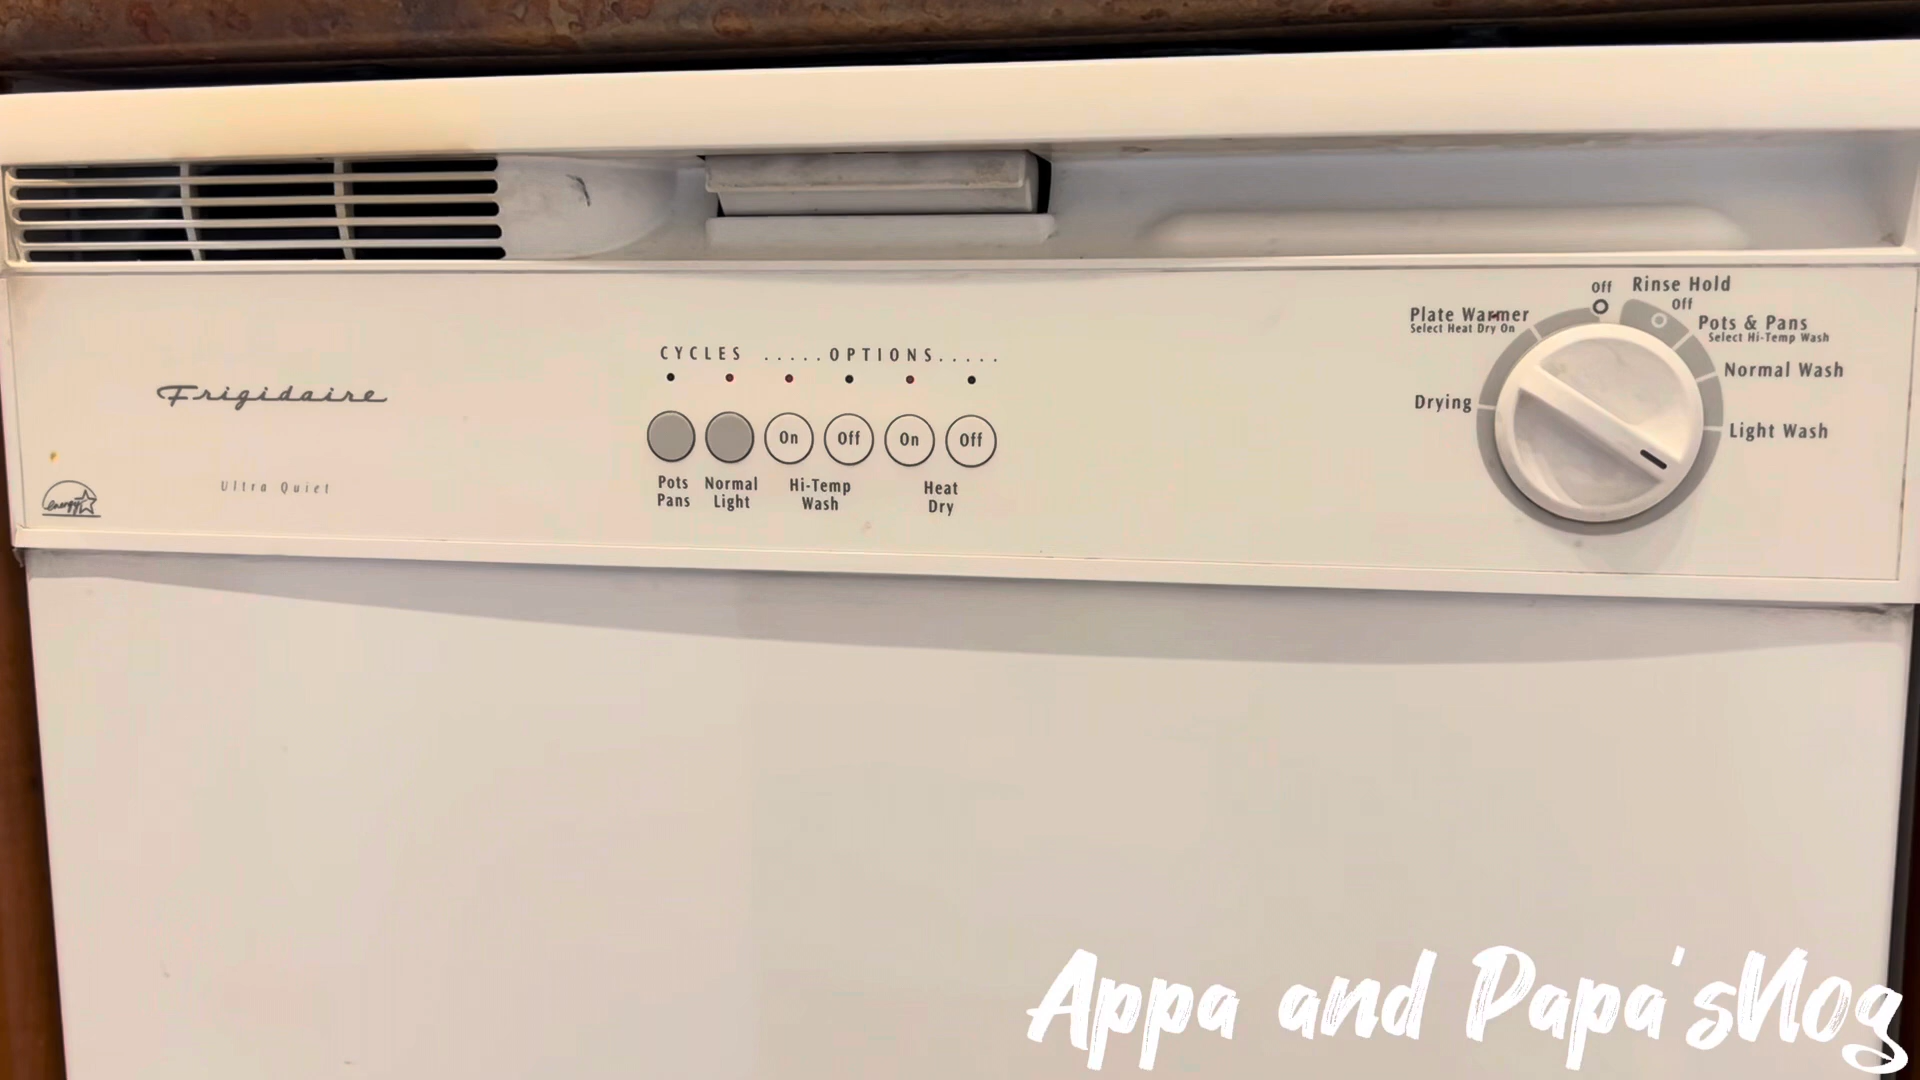 Frigidaire
Ultra Quiet
energy
CYCLES .....OPTIONS.....
On Off On Off
Pots Pans
Normal Light
Hi-Temp Wash
Heat Dry
Off
Rinse Hold
Off
Plate Warmer
Select Heat Dry On
Pots & Pans
Select Hi-Temp Wash
Normal Wash
Drying
Light Wash
Appa and Papa'sNog